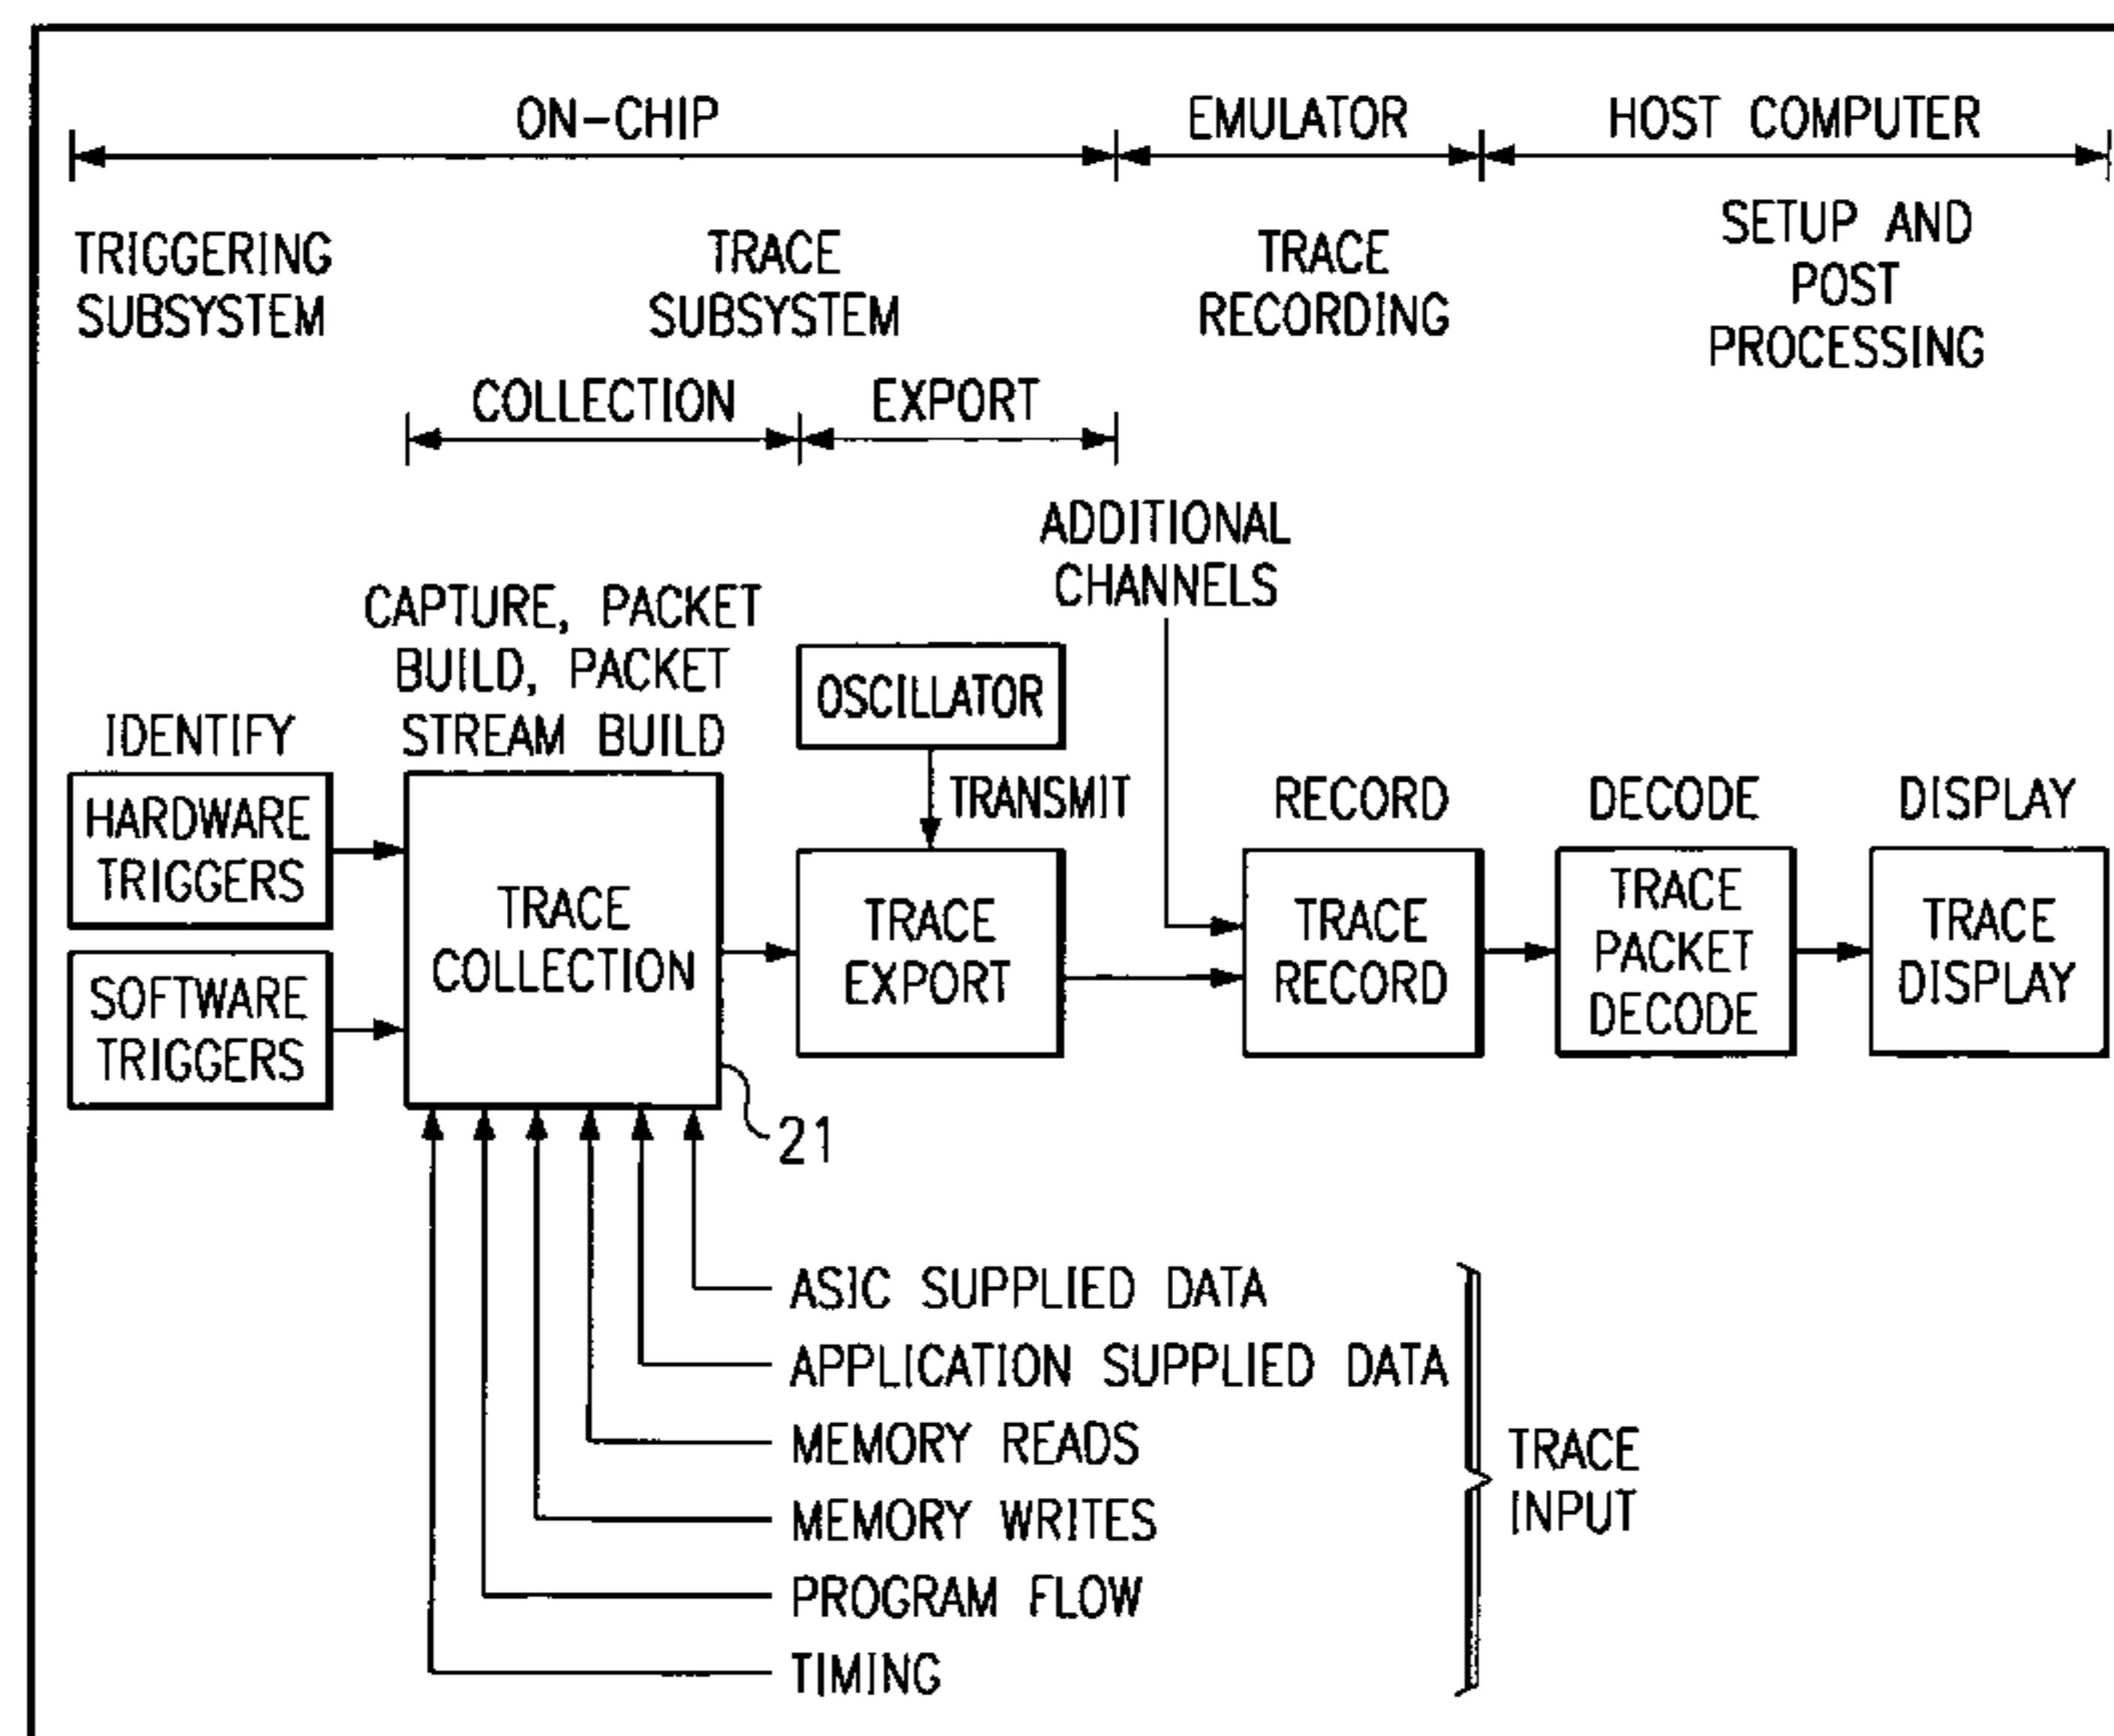 ON-CHIP
EMULATOR
HOST COMPUTER
TRIGGERING
SUBSYSTEM
TRACE
SUBSYSTEM
TRACE
RECORDING
SETUP AND
POST
PROCESSING
COLLECTION
EXPORT
ADDITIONAL
CHANNELS
CAPTURE, PACKET
BUILD, PACKET
STREAM BUILD
OSCILLATOR
IDENTIFY
TRANSMIT
RECORD
DECODE
DISPLAY
HARDWARE
TRIGGERS
SOFTWARE
TRIGGERS
TRACE
COLLECTION
TRACE
EXPORT
TRACE
RECORD
TRACE
PACKET
DECODE
TRACE
DISPLAY
21
ASIC SUPPLIED DATA
APPLICATION SUPPLIED DATA
MEMORY READS
MEMORY WRITES
PROGRAM FLOW
TIMING
TRACE
INPUT